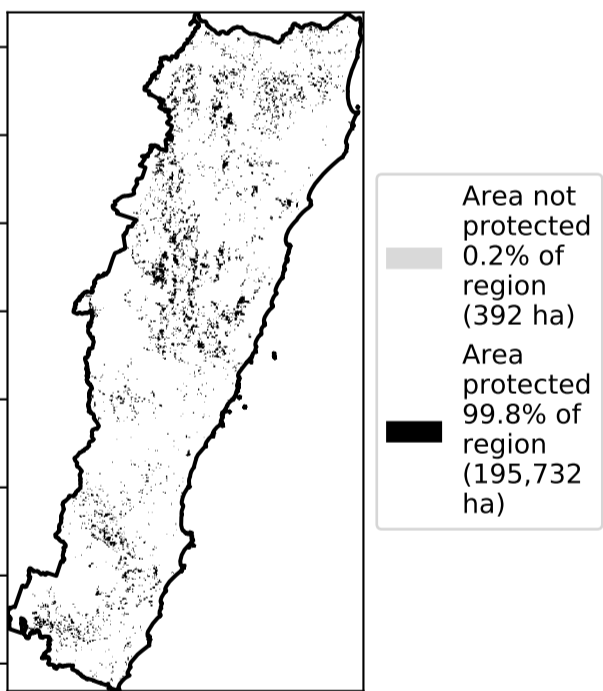 Area not
protected
0.2% of
region
(392 ha)
Area
protected
99.8% of
region
(195,732
ha)